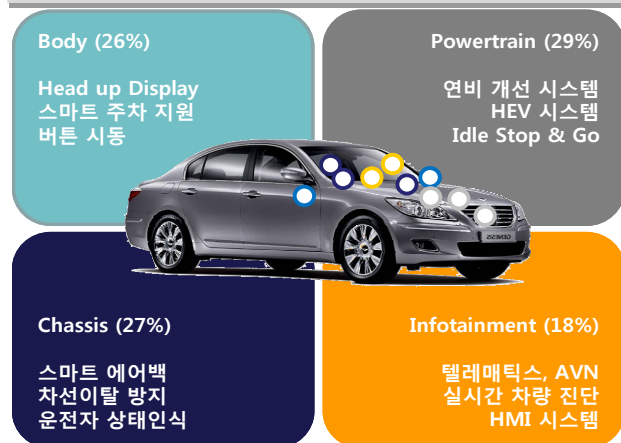 Body (26%)
Head up Display
스마트 주차 지원
버튼 시동
Powertrain (29%)
연비 개선 시스템
HEV 시스템
Idle Stop & Go
Chassis (27%)
스마트 에어백
차선이탈 방지
운전자 상태인식
Infotainment (18%)
텔레매틱스, AVN
실시간 차량 진단
HMI 시스템
GENESIS